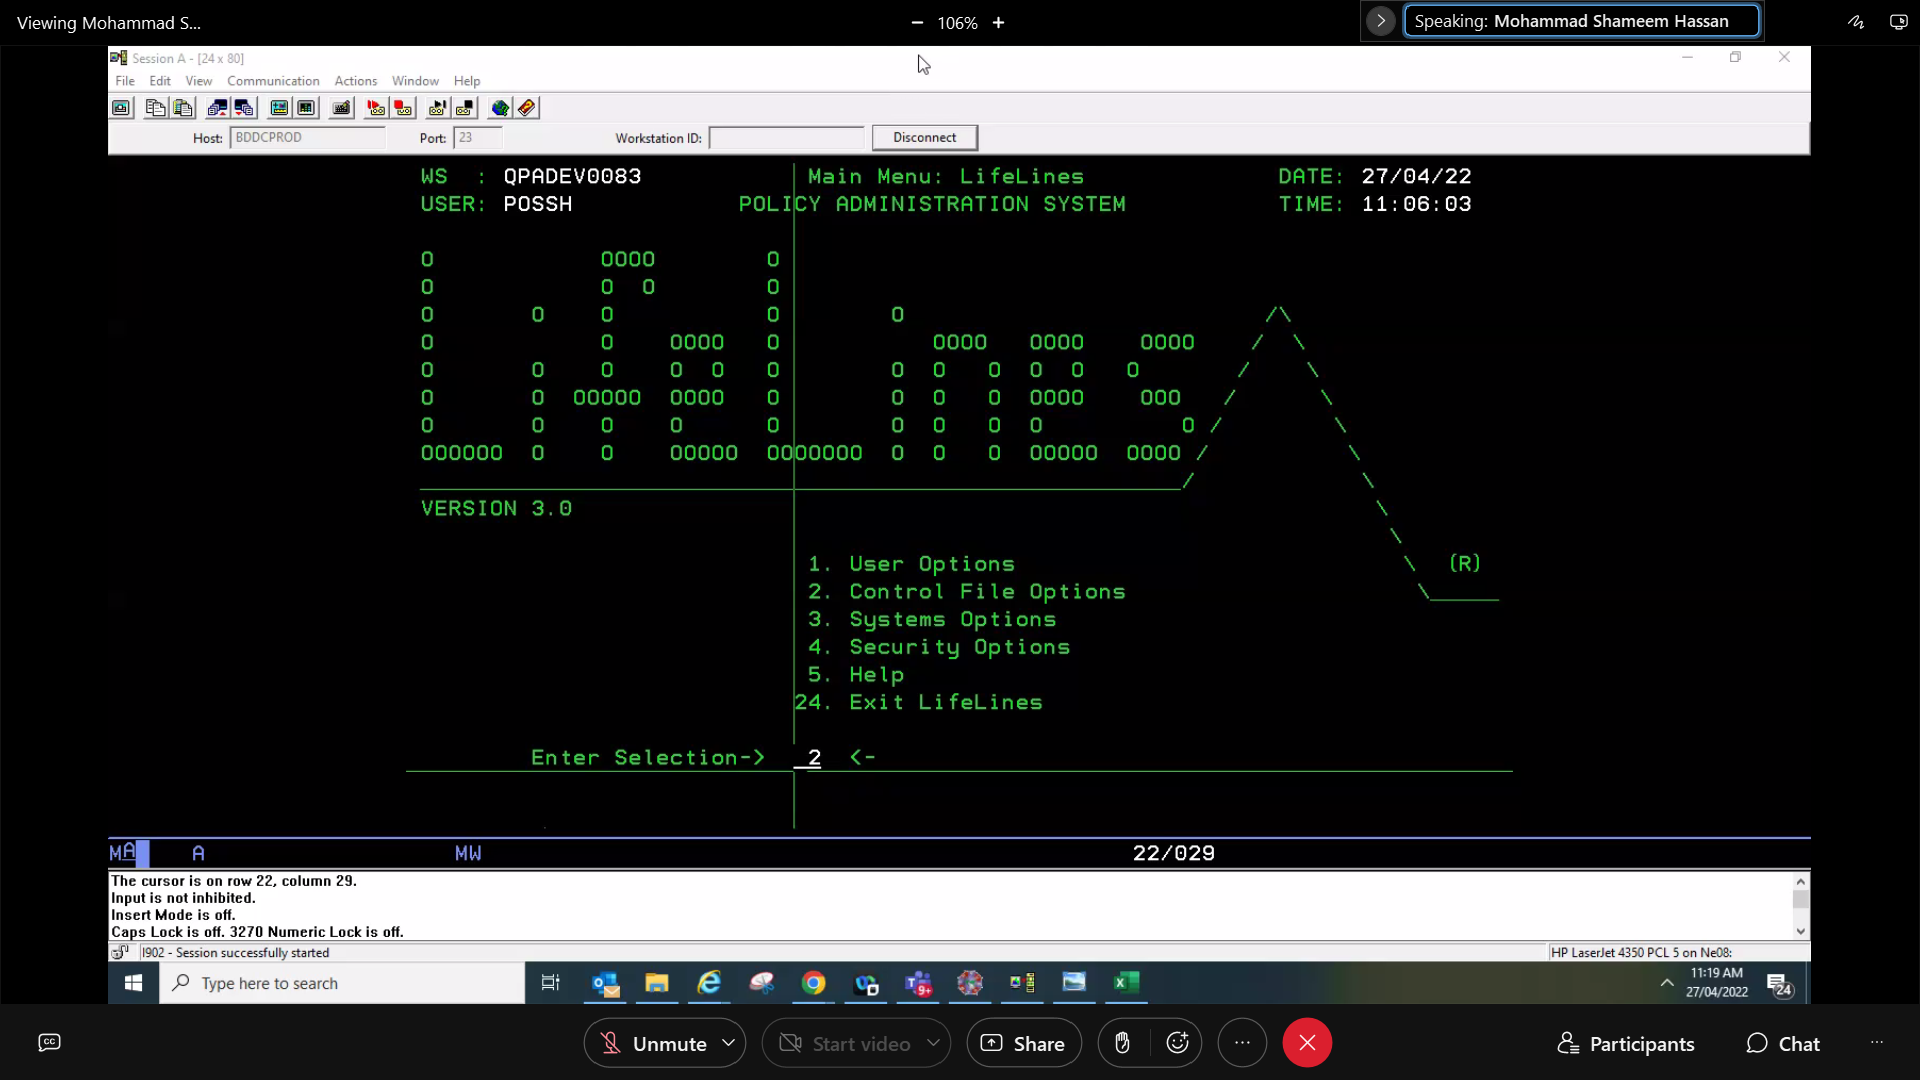 Viewing Mohammad S...
106%
Speaking: Mohammad Shameem Hassan
Session A - [24 x 80]
File Edit View Communication Actions Window Help
Host: BDDCPROD Port: 23 Workstation ID: Disconnect
WS : QPADEV0083 Main Menu: LifeLines DATE: 27/04/22
USER: POSSH POLICY ADMINISTRATION SYSTEM TIME: 11:06:03
LifeLines
VERSION 3.0
1. User Options
(R)
2. Control File Options
3. Systems Options
4. Security Options
5. Help
24. Exit LifeLines
Enter Selection-> 2 <-
MA A MW 22/029
The cursor is on row 22, column 29.
Input is not inhibited.
Insert Mode is off.
Caps Lock is off. 3270 Numeric Lock is off.
I902 - Session successfully started HP LaserJet 4350 PCL 5 on Ne08:
Type here to search
9+
11:19 AM
27/04/2022
24
CC Unmute Start video Share Participants Chat